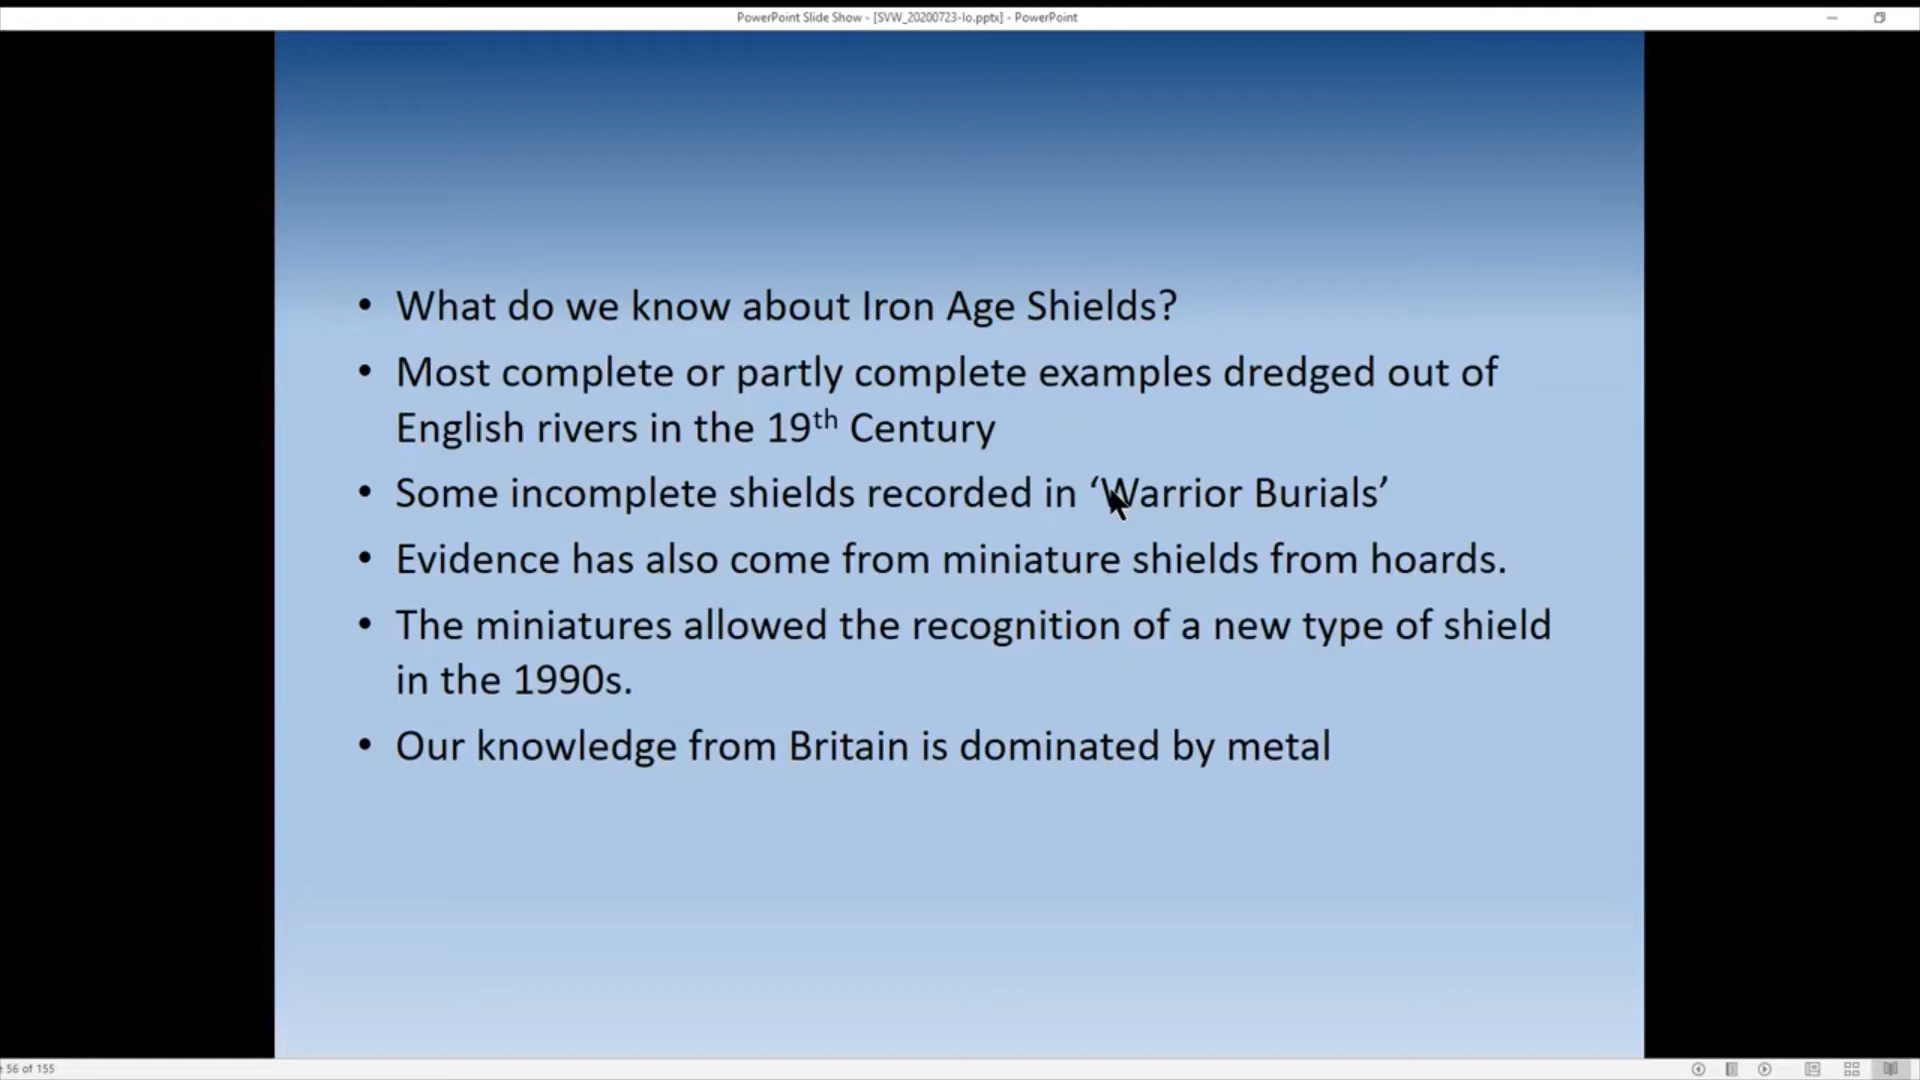 PowerPoint Slide Show - [SVW_20200723-lo.pptx] - PowerPoint
• What do we know about Iron Age Shields?
• Most complete or partly complete examples dredged out of
English rivers in the 19th Century
• Some incomplete shields recorded in ‘Warrior Burials’
• Evidence has also come from miniature shields from hoards.
• The miniatures allowed the recognition of a new type of shield
in the 1990s.
• Our knowledge from Britain is dominated by metal
56 of 155